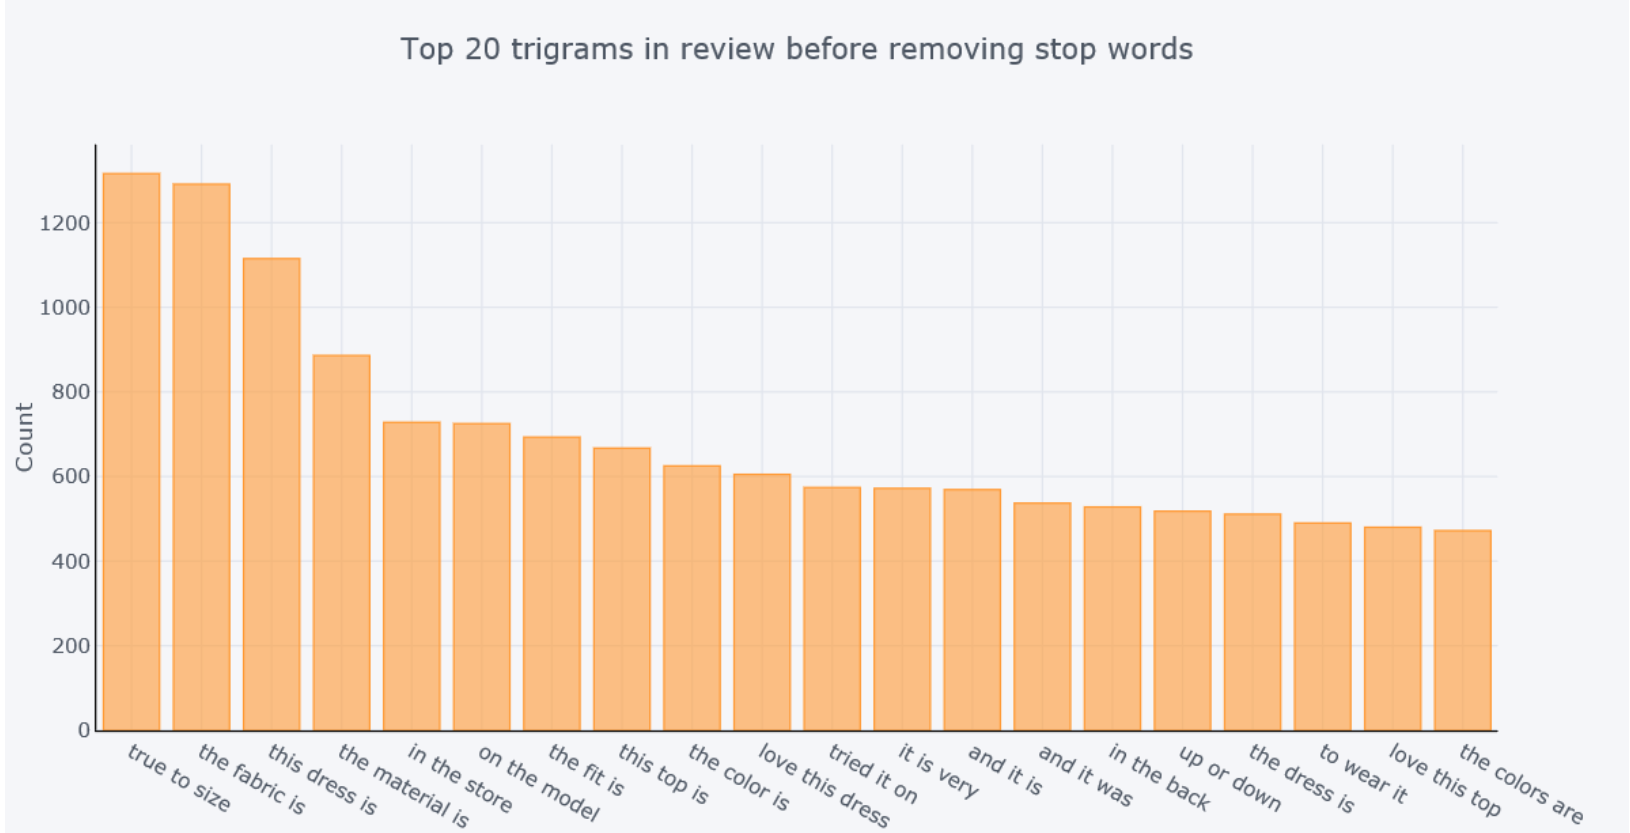 Top 20 trigrams in review before removing stop words
Count
1200
1000
800
600
400
200
0
true to size
the fabric is
this dress is
the material is
in the store
on the model
the fit is
this top is
the color is
love this dress
tried it on
it is very
and it is
and it was
in the back
up or down
the dress is
to wear it
love this top
the colors are